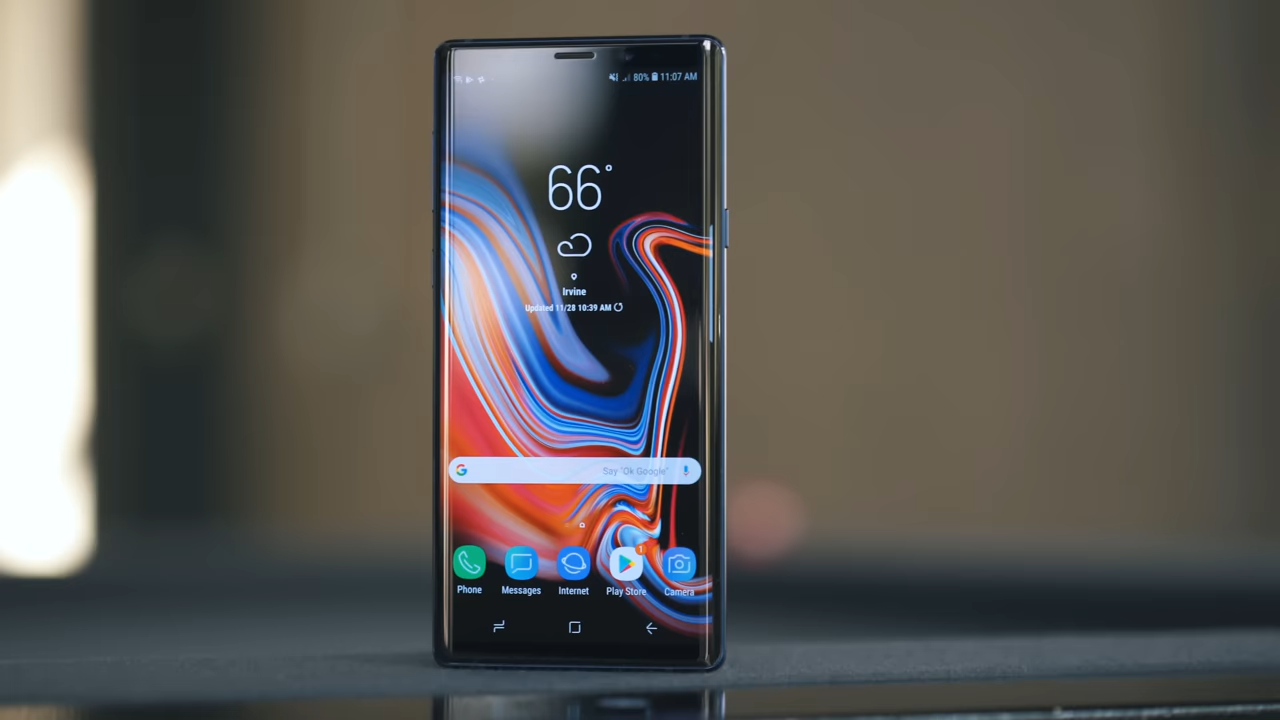 80% 11:07 AM
66°
Irvine
Updated 11/28 10:39 AM
Say "Ok Google"
1
Phone Messages Internet Play Store Camera